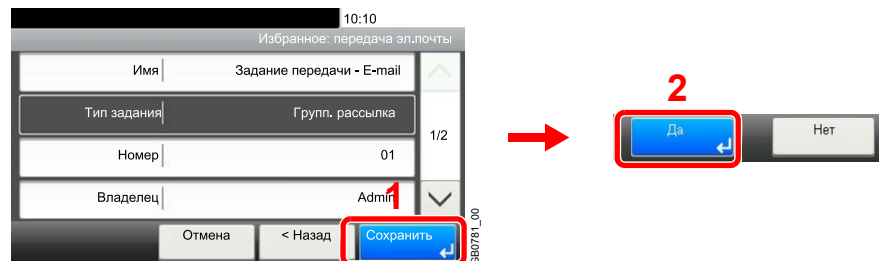 10:10
Избранное: передача эл.почты
Имя Задание передачи - E-mail
Тип задания Групп. рассылка
1/2
Номер 01
Владелец Admin
1
Отмена < Назад Сохранить
GB0781_00
2
Да Нет